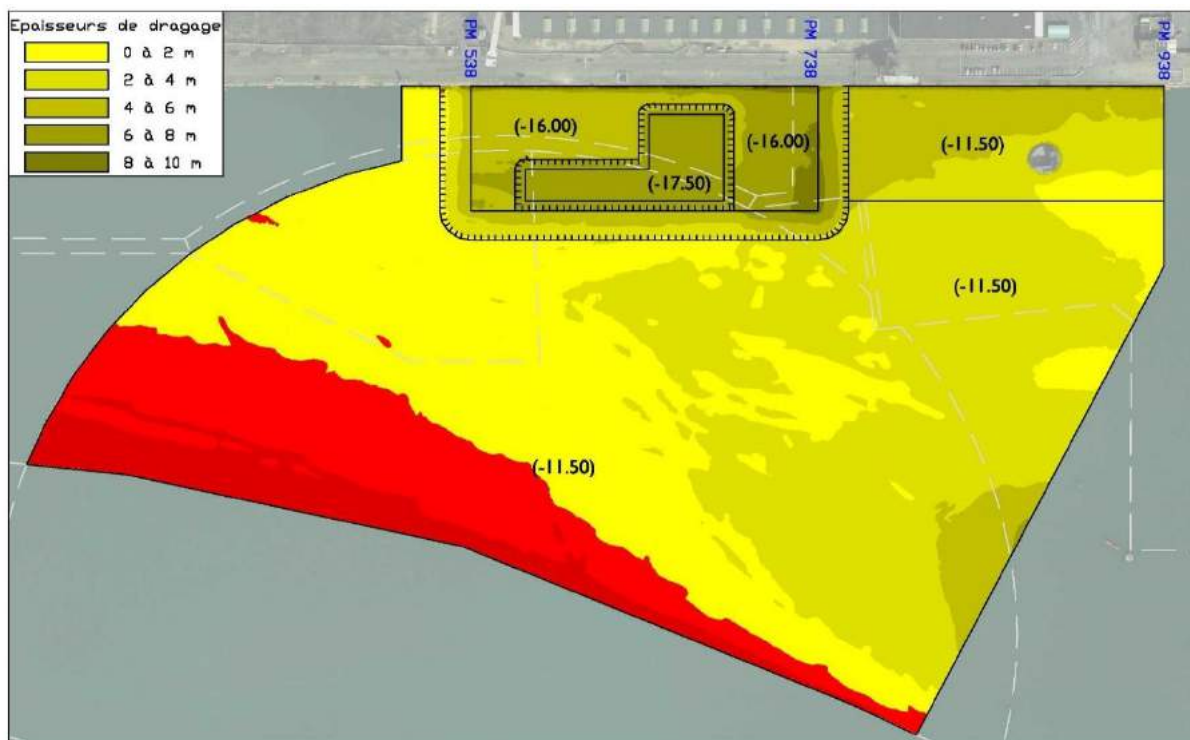 Epaisseurs de dragage
0 à 2 m
2 à 4 m
4 à 6 m
6 à 8 m
8 à 10 m
PM 538
PM 738
PM 938
(-16.00)
(-16.00)
(-11.50)
(-17.50)
(-11.50)
(-11.50)